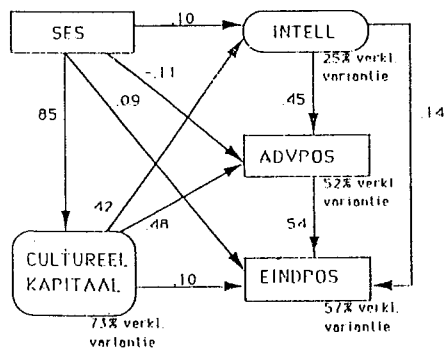 SES
.10
INTELL
25% verkl.
variantie
-.11
.09
85
.45
.14
ADVPOS
52% verkl.
variantie
.42
.48
54
CULTUREEL
KAPITAAL
.10
EINDPOS
73% verkl.
variantie
57% verkl.
variantie